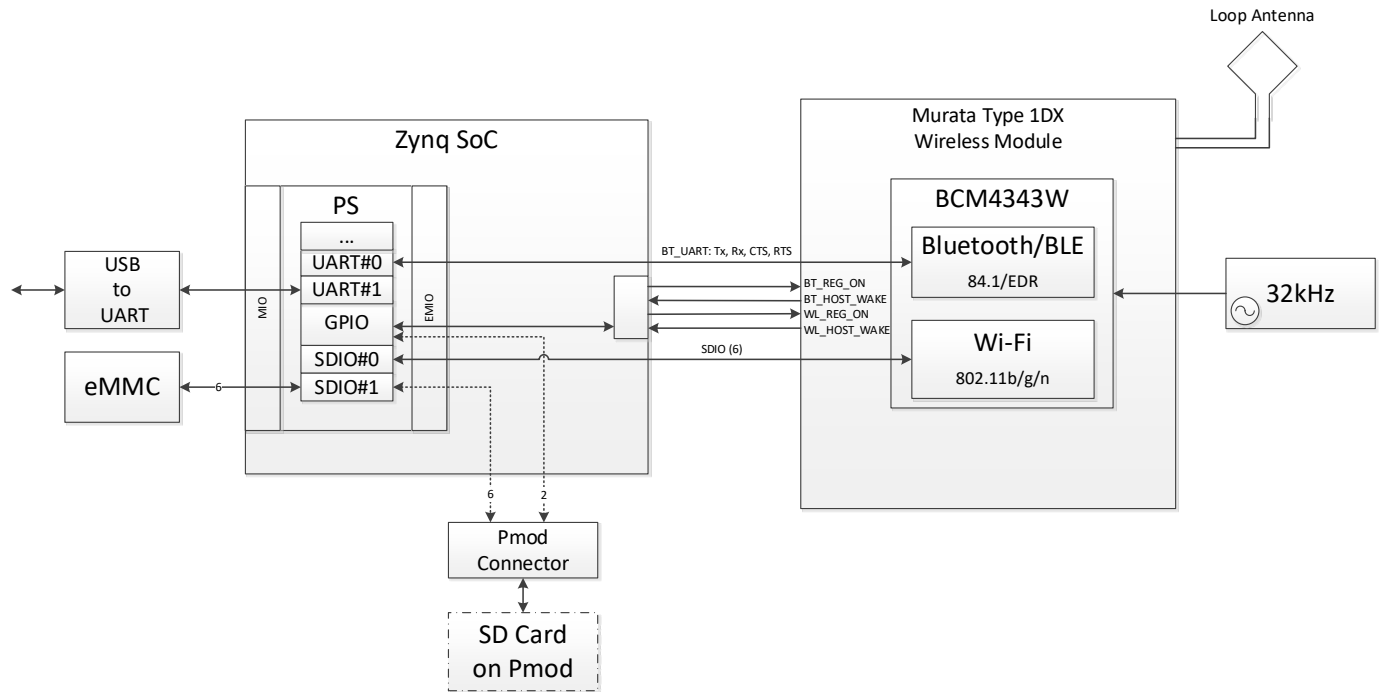 Loop Antenna
Murata Type 1DX
Wireless Module
Zynq SoC
BCM4343W
PS
...
Bluetooth/BLE
84.1/EDR
USB
to
UART
UART#0
UART#1
GPIO
SDIO#0
SDIO#1
MIO
EMIO
BT_UART: Tx, Rx, CTS, RTS
BT_REG_ON
BT_HOST_WAKE
WL_REG_ON
WL_HOST_WAKE
32kHz
SDIO (6)
Wi-Fi
802.11b/g/n
eMMC
6
6
2
Pmod
Connector
SD Card
on Pmod